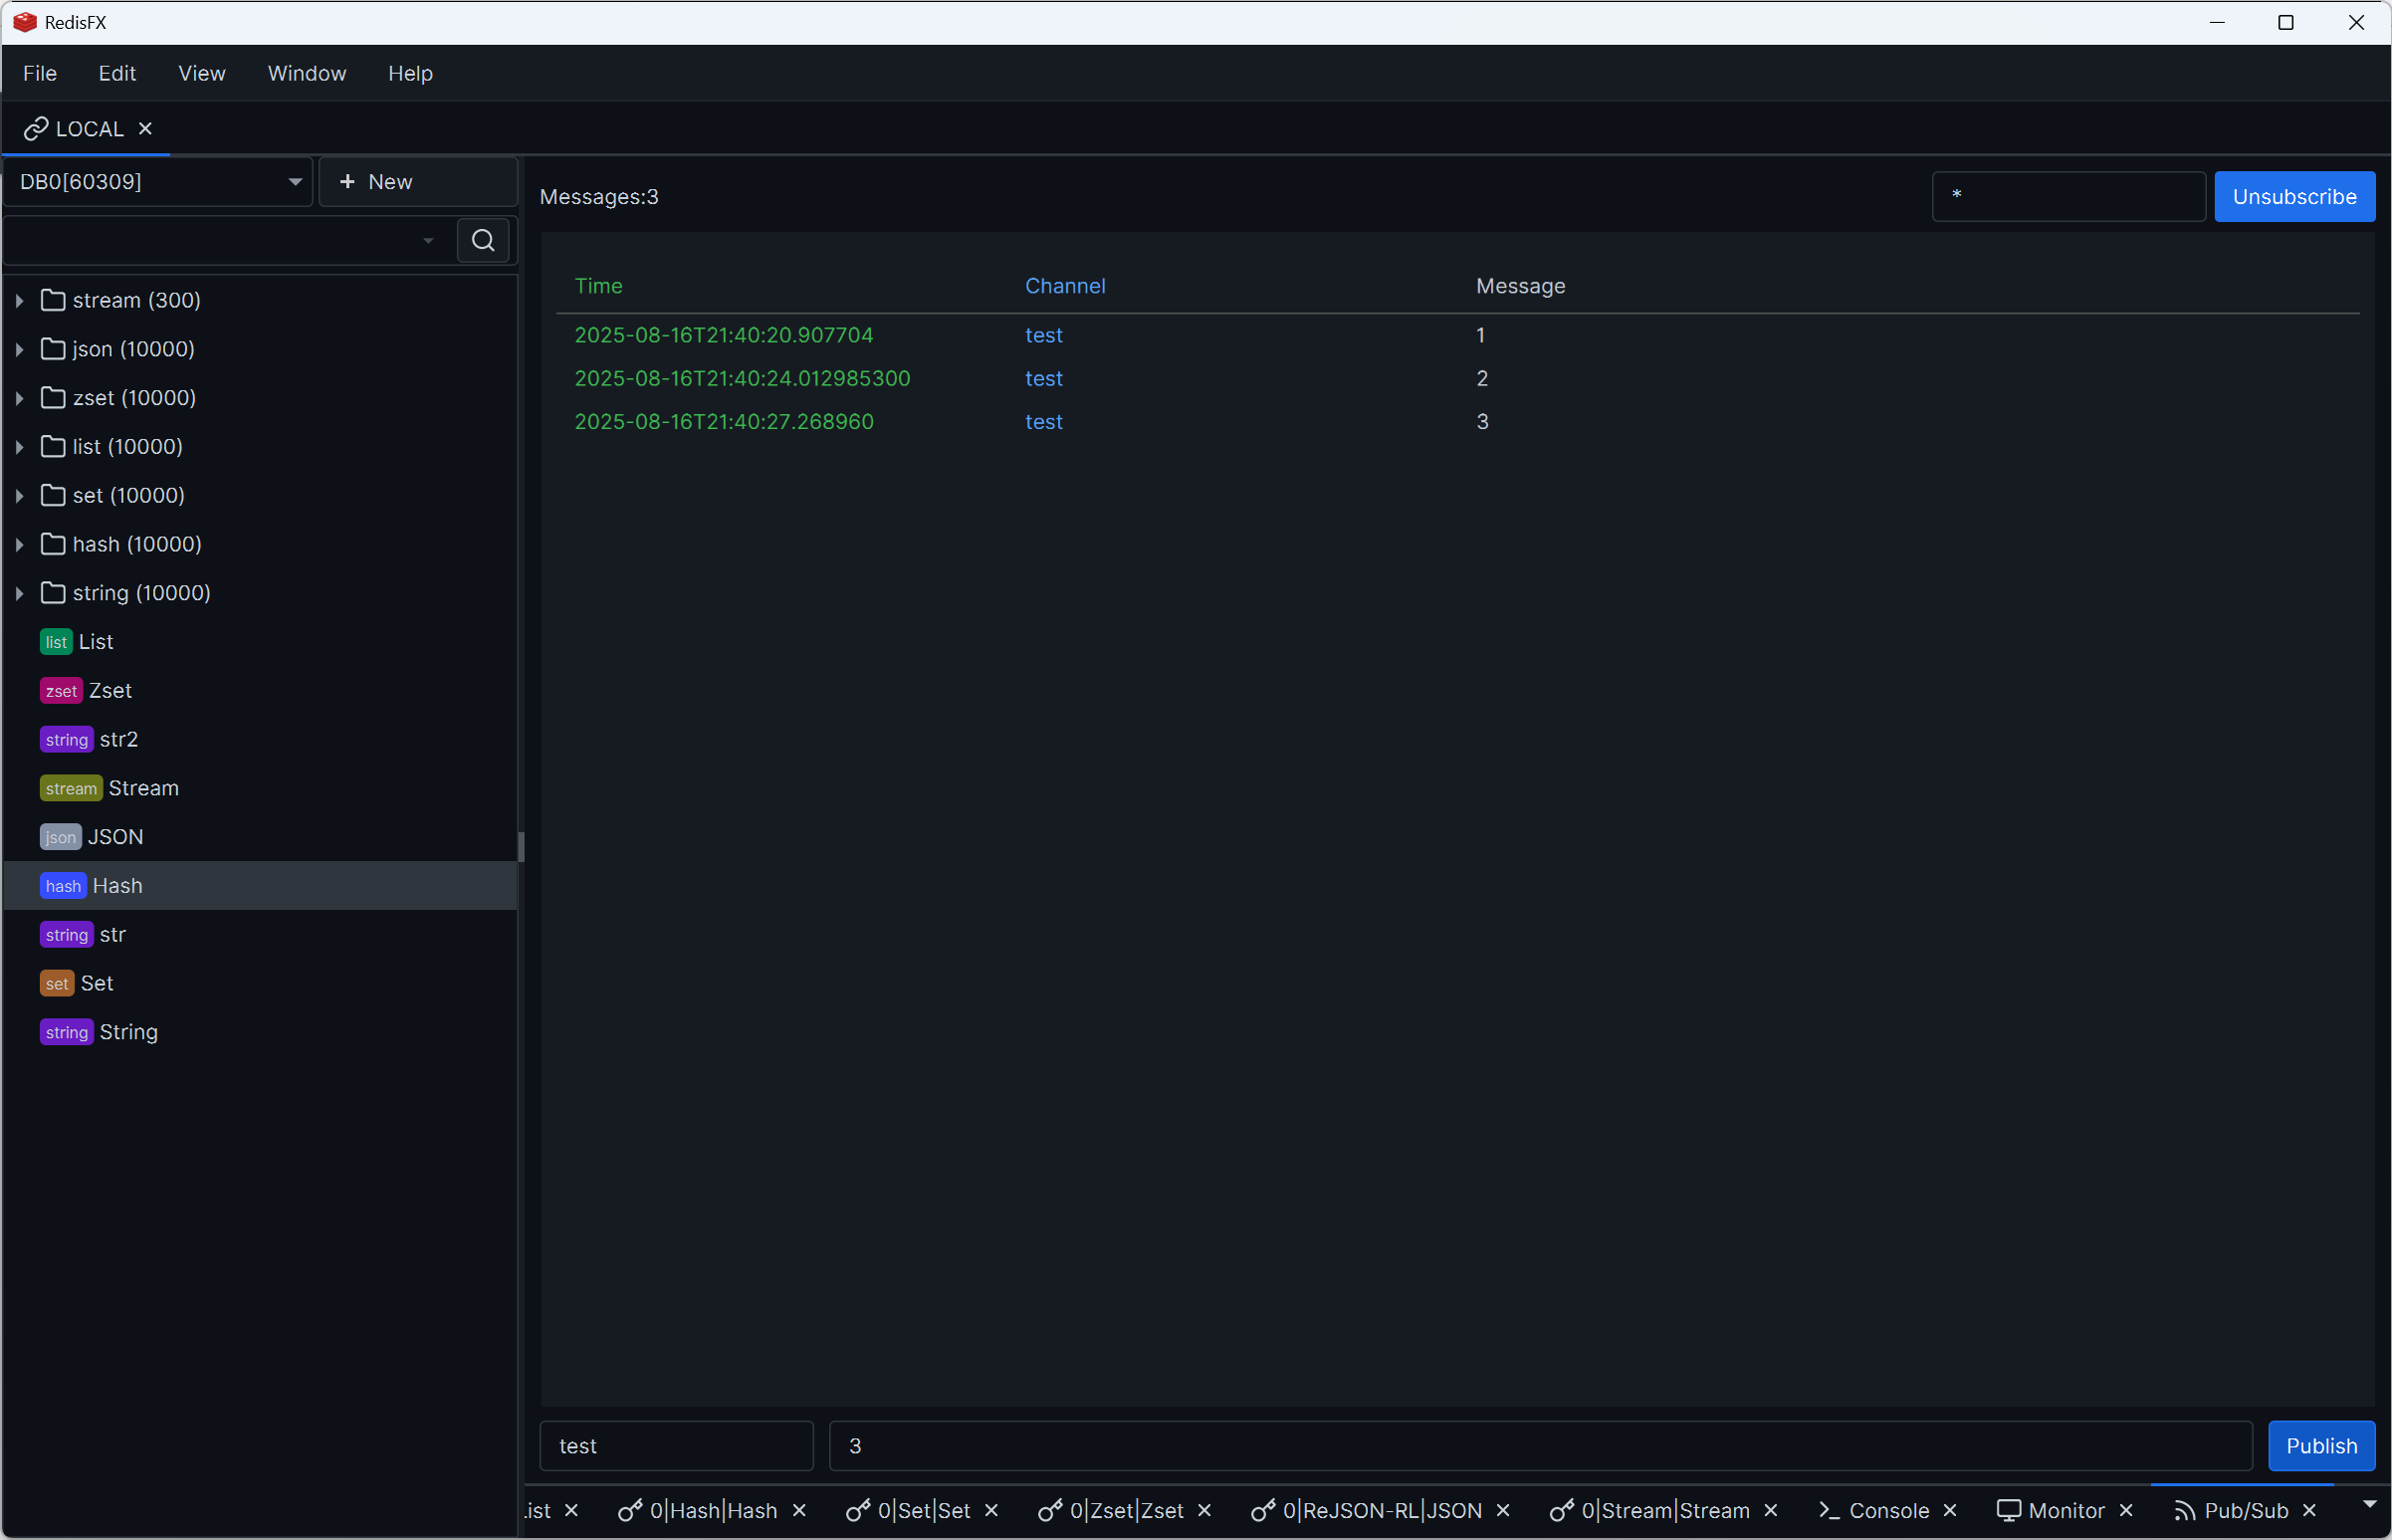 RedisFX
File Edit View Window Help
LOCAL
DB0[60309]
New
Messages:3
*
Unsubscribe
stream (300)
json (10000)
zset (10000)
list (10000)
set (10000)
hash (10000)
string (10000)
list List
zset Zset
string str2
stream Stream
json JSON
hash Hash
string str
set Set
string String
Time Channel Message
2025-08-16T21:40:20.907704 test 1
2025-08-16T21:40:24.012985300 test 2
2025-08-16T21:40:27.268960 test 3
test
3
Publish
ist 0|Hash|Hash 0|Set|Set 0|Zset|Zset 0|ReJSON-RL|JSON 0|Stream|Stream Console Monitor Pub/Sub